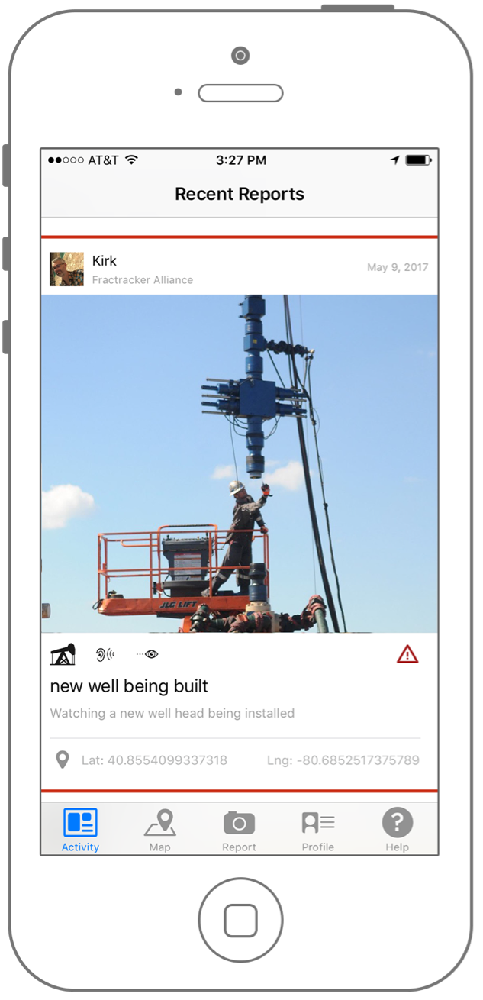 AT&T
3:27 PM
Recent Reports
Kirk
Fractracker Alliance
May 9, 2017
JLG LIFT
new well being built
Watching a new well head being installed
Lat: 40.8554099337318
Lng: -80.6852517375789
Activity
Map
Report
Profile
Help